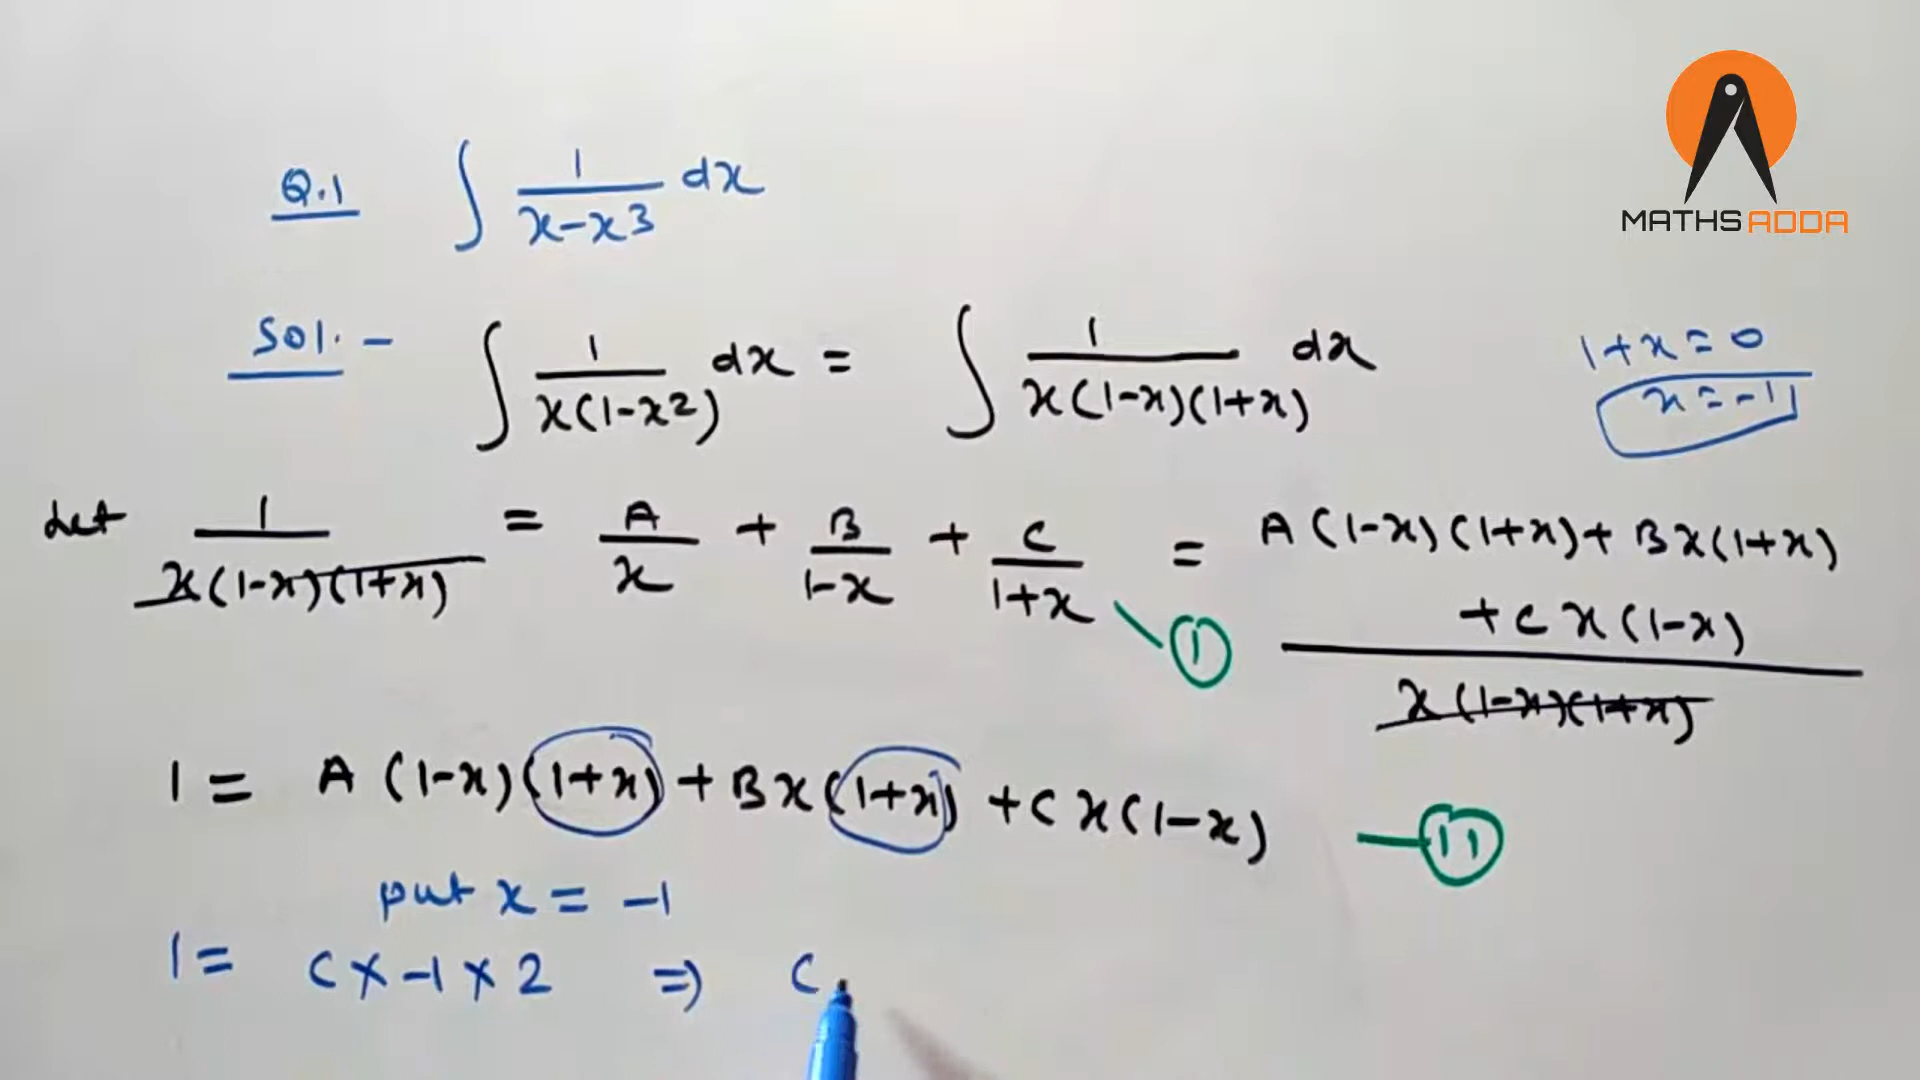 MATHS ADDA
Q.1 ∫ 1/(x-x3) dx
Sol. - ∫ 1/(x(1-x2)) dx = ∫ 1/(x(1-x)(1+x)) dx
1+x=0
x=-1
Let 1/(x(1-x)(1+x)) = A/x + B/(1-x) + C/(1+x) = (A(1-x)(1+x)+Bx(1+x)+Cx(1-x))/(x(1-x)(1+x))
1
1 = A(1-x)(1+x)+Bx(1+x)+Cx(1-x) —11
put x = -1
1 = C×-1×2 ⇒ C